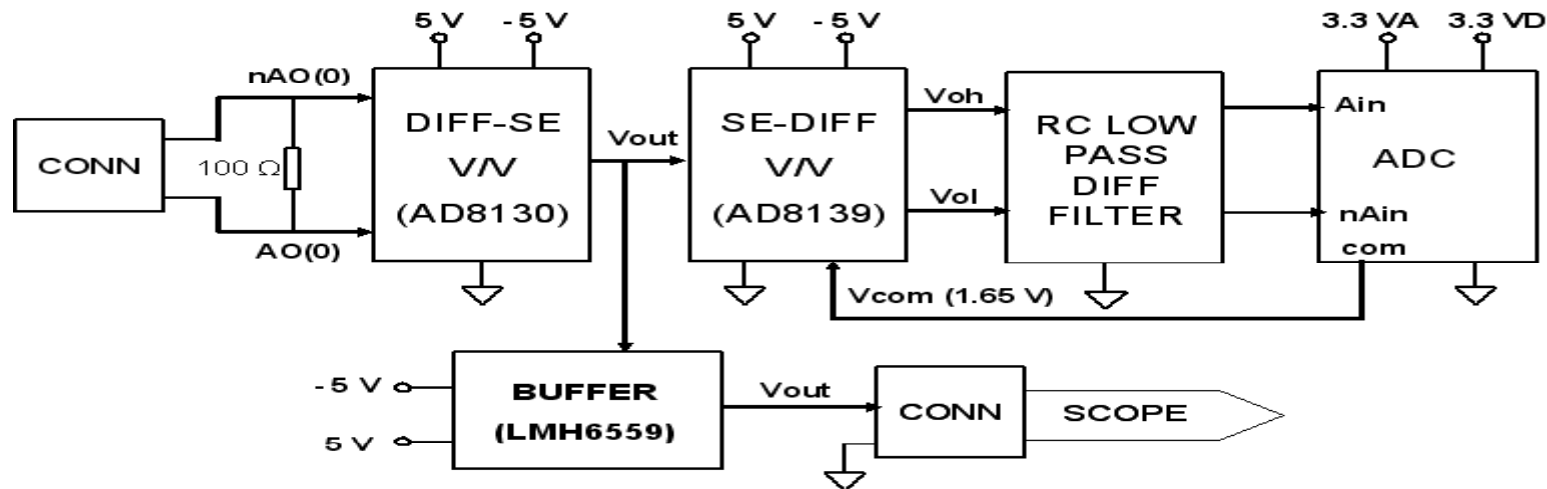 5 V
- 5 V
5 V
- 5 V
3.3 VA
3.3 VD
nAO(0)
CONN
100 Ω
AO(0)
DIFF-SE
V/V
(AD8130)
Vout
SE-DIFF
V/V
(AD8139)
Voh
Vol
RC LOW
PASS
DIFF
FILTER
Ain
ADC
nAin
com
Vcom (1.65 V)
- 5 V
5 V
BUFFER
(LMH6559)
Vout
CONN
SCOPE